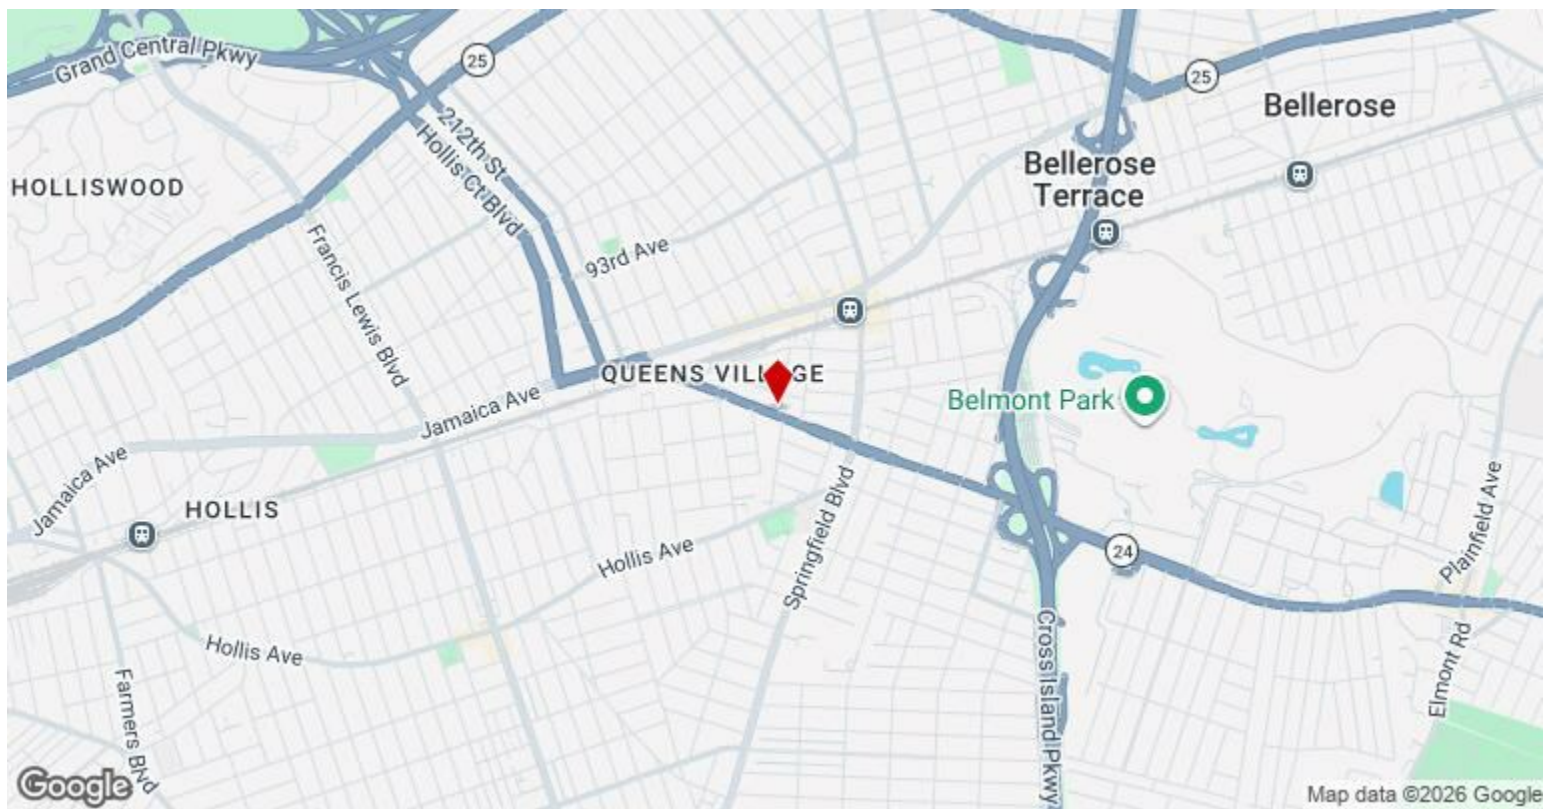 Grand Central Pkwy
25
25
Bellerose
212th St
Hollis Ct Blvd
HOLLISWOOD
Bellerose
Terrace
Francis Lewis Blvd
93rd Ave
QUEENS VILLAGE
Belmont Park
Jamaica Ave
Jamaica Ave
HOLLIS
Springfield Blvd
Plainfield Ave
Hollis Ave
24
Hollis Ave
Cross Island Pkwy
Elmont Rd
Farmers Blvd
Google
Map data ©2026 Google